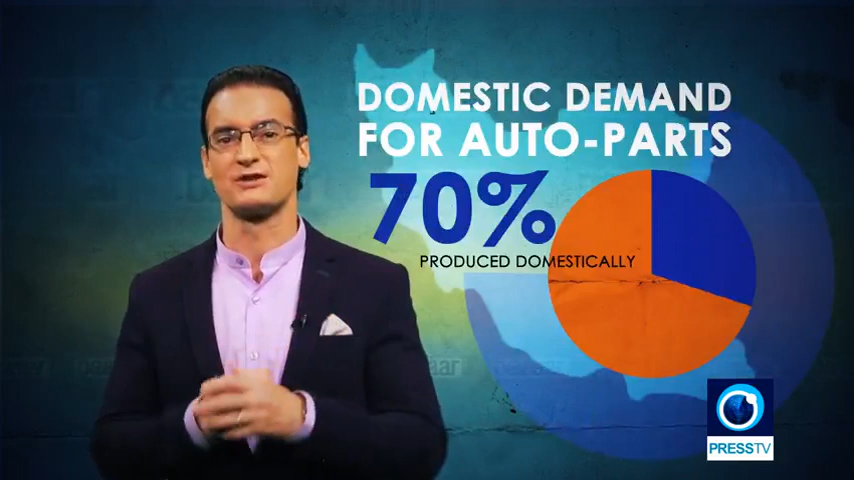 DOMESTIC DEMAND
FOR AUTO-PARTS
70%
PRODUCED DOMESTICALLY
PRESSTV